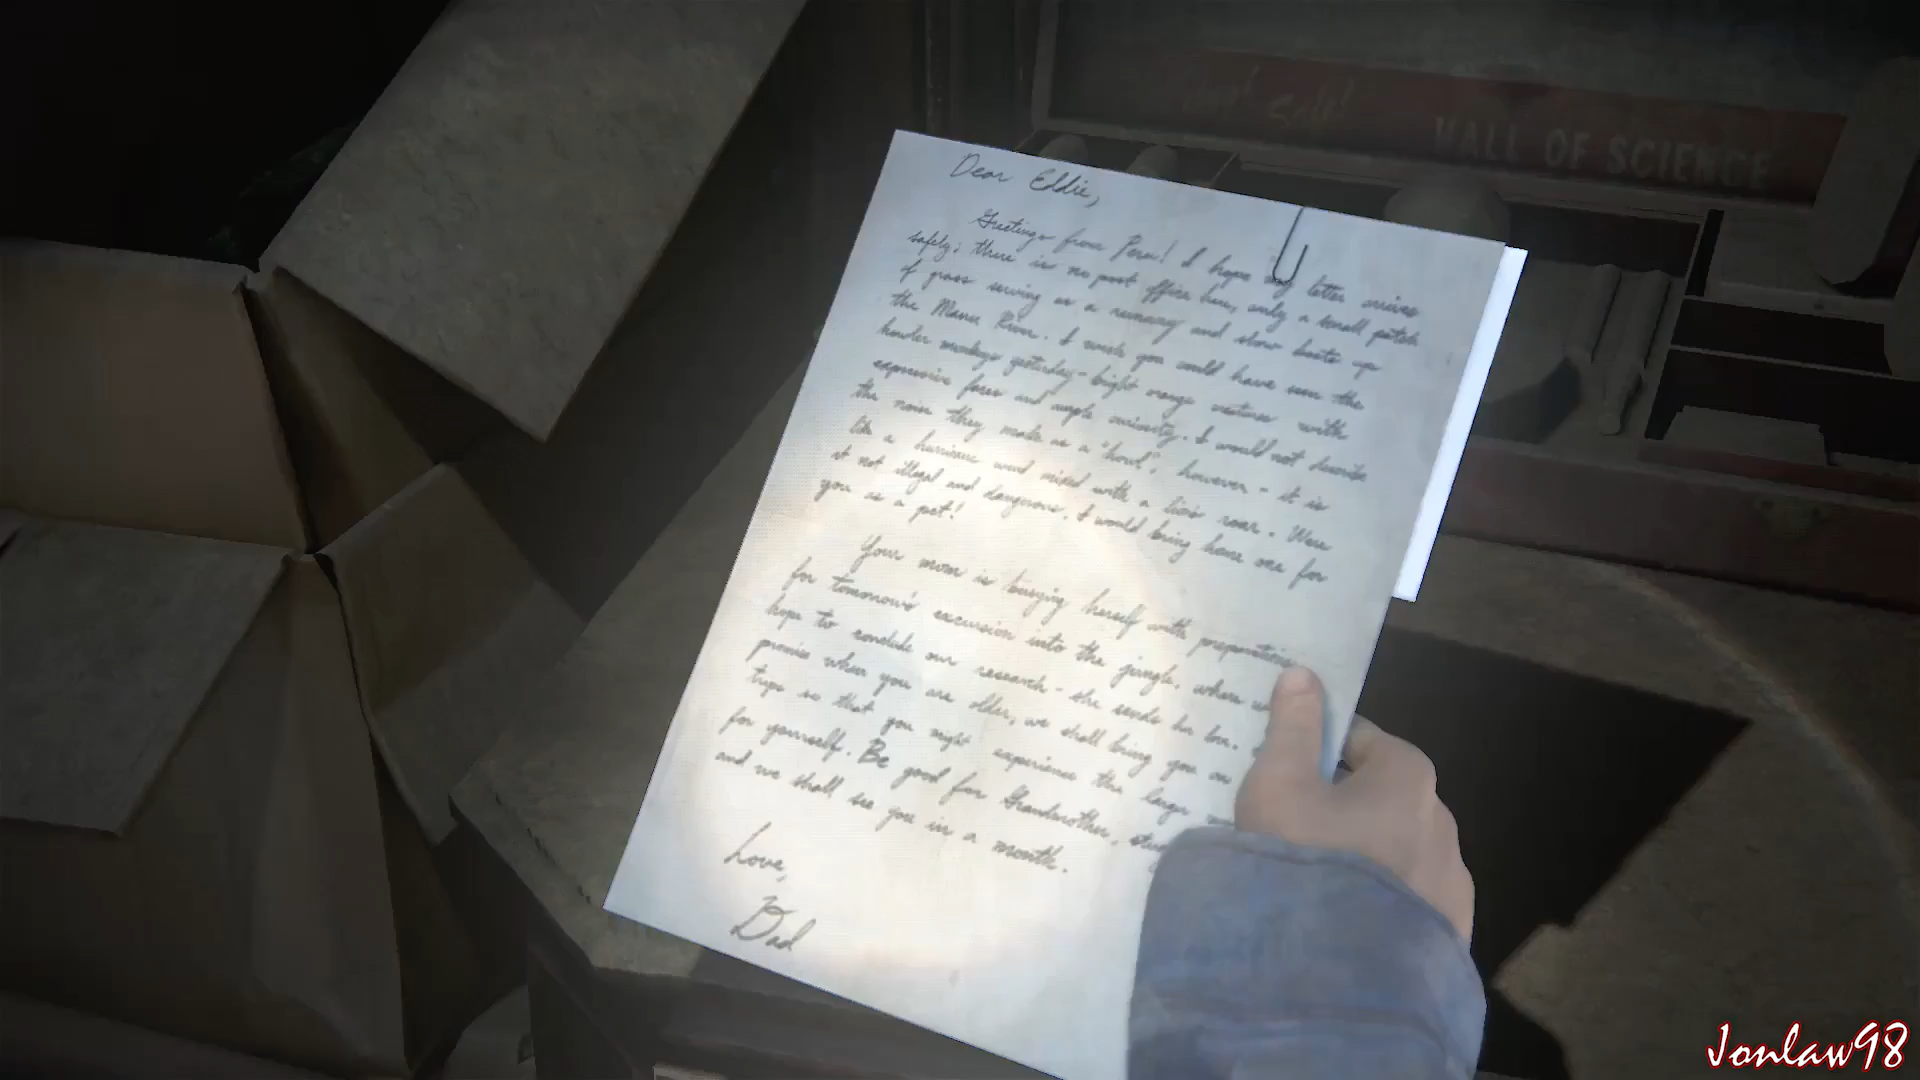 Dear Eddie,
Greetings from Peru! I hope my letter arrives
safely; there is no post office here, only a small patch
of grass serving as a runway and slow boats up
the Manu River. I wish you could have seen the
howler monkeys yesterday - bright orange creatures with
expressive faces and ample curiosity. I would not describe
the noise they make as a "howl", however - it is
like a hurricane wind mixed with a lion's roar. Were
it not illegal and dangerous, I would bring home one for
you as a pet!
Your mom is busying herself with preparations
for tomorrow's excursion into the jungle, where
hope to conclude our research - she sends her love.
promise when you are older, we shall bring you on
trips so that you might experience the larger
for yourself. Be good for Grandmother,
and we shall see you in a month.
Love,
Dad
HALL OF SCIENCE
Jonlaw98